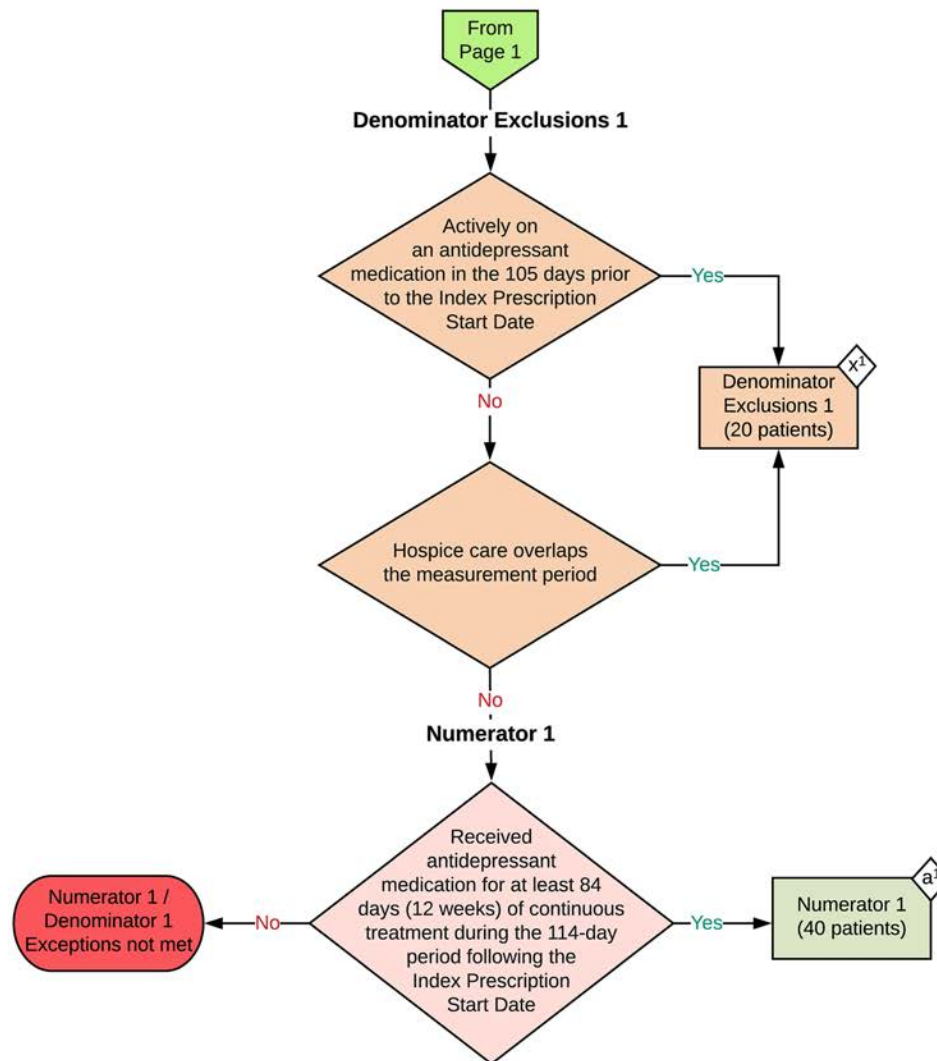 From
Page 1
Denominator Exclusions 1
Actively on
an antidepressant
medication in the 105 days prior
to the Index Prescription
Start Date
Yes
x1
Denominator
Exclusions 1
(20 patients)
No
Hospice care overlaps
the measurement period
Yes
No
Numerator 1
Received
antidepressant
medication for at least 84
days (12 weeks) of continuous
treatment during the 114-day
period following the
Index Prescription
Start Date
No
Numerator 1 /
Denominator 1
Exceptions not met
Yes
a1
Numerator 1
(40 patients)